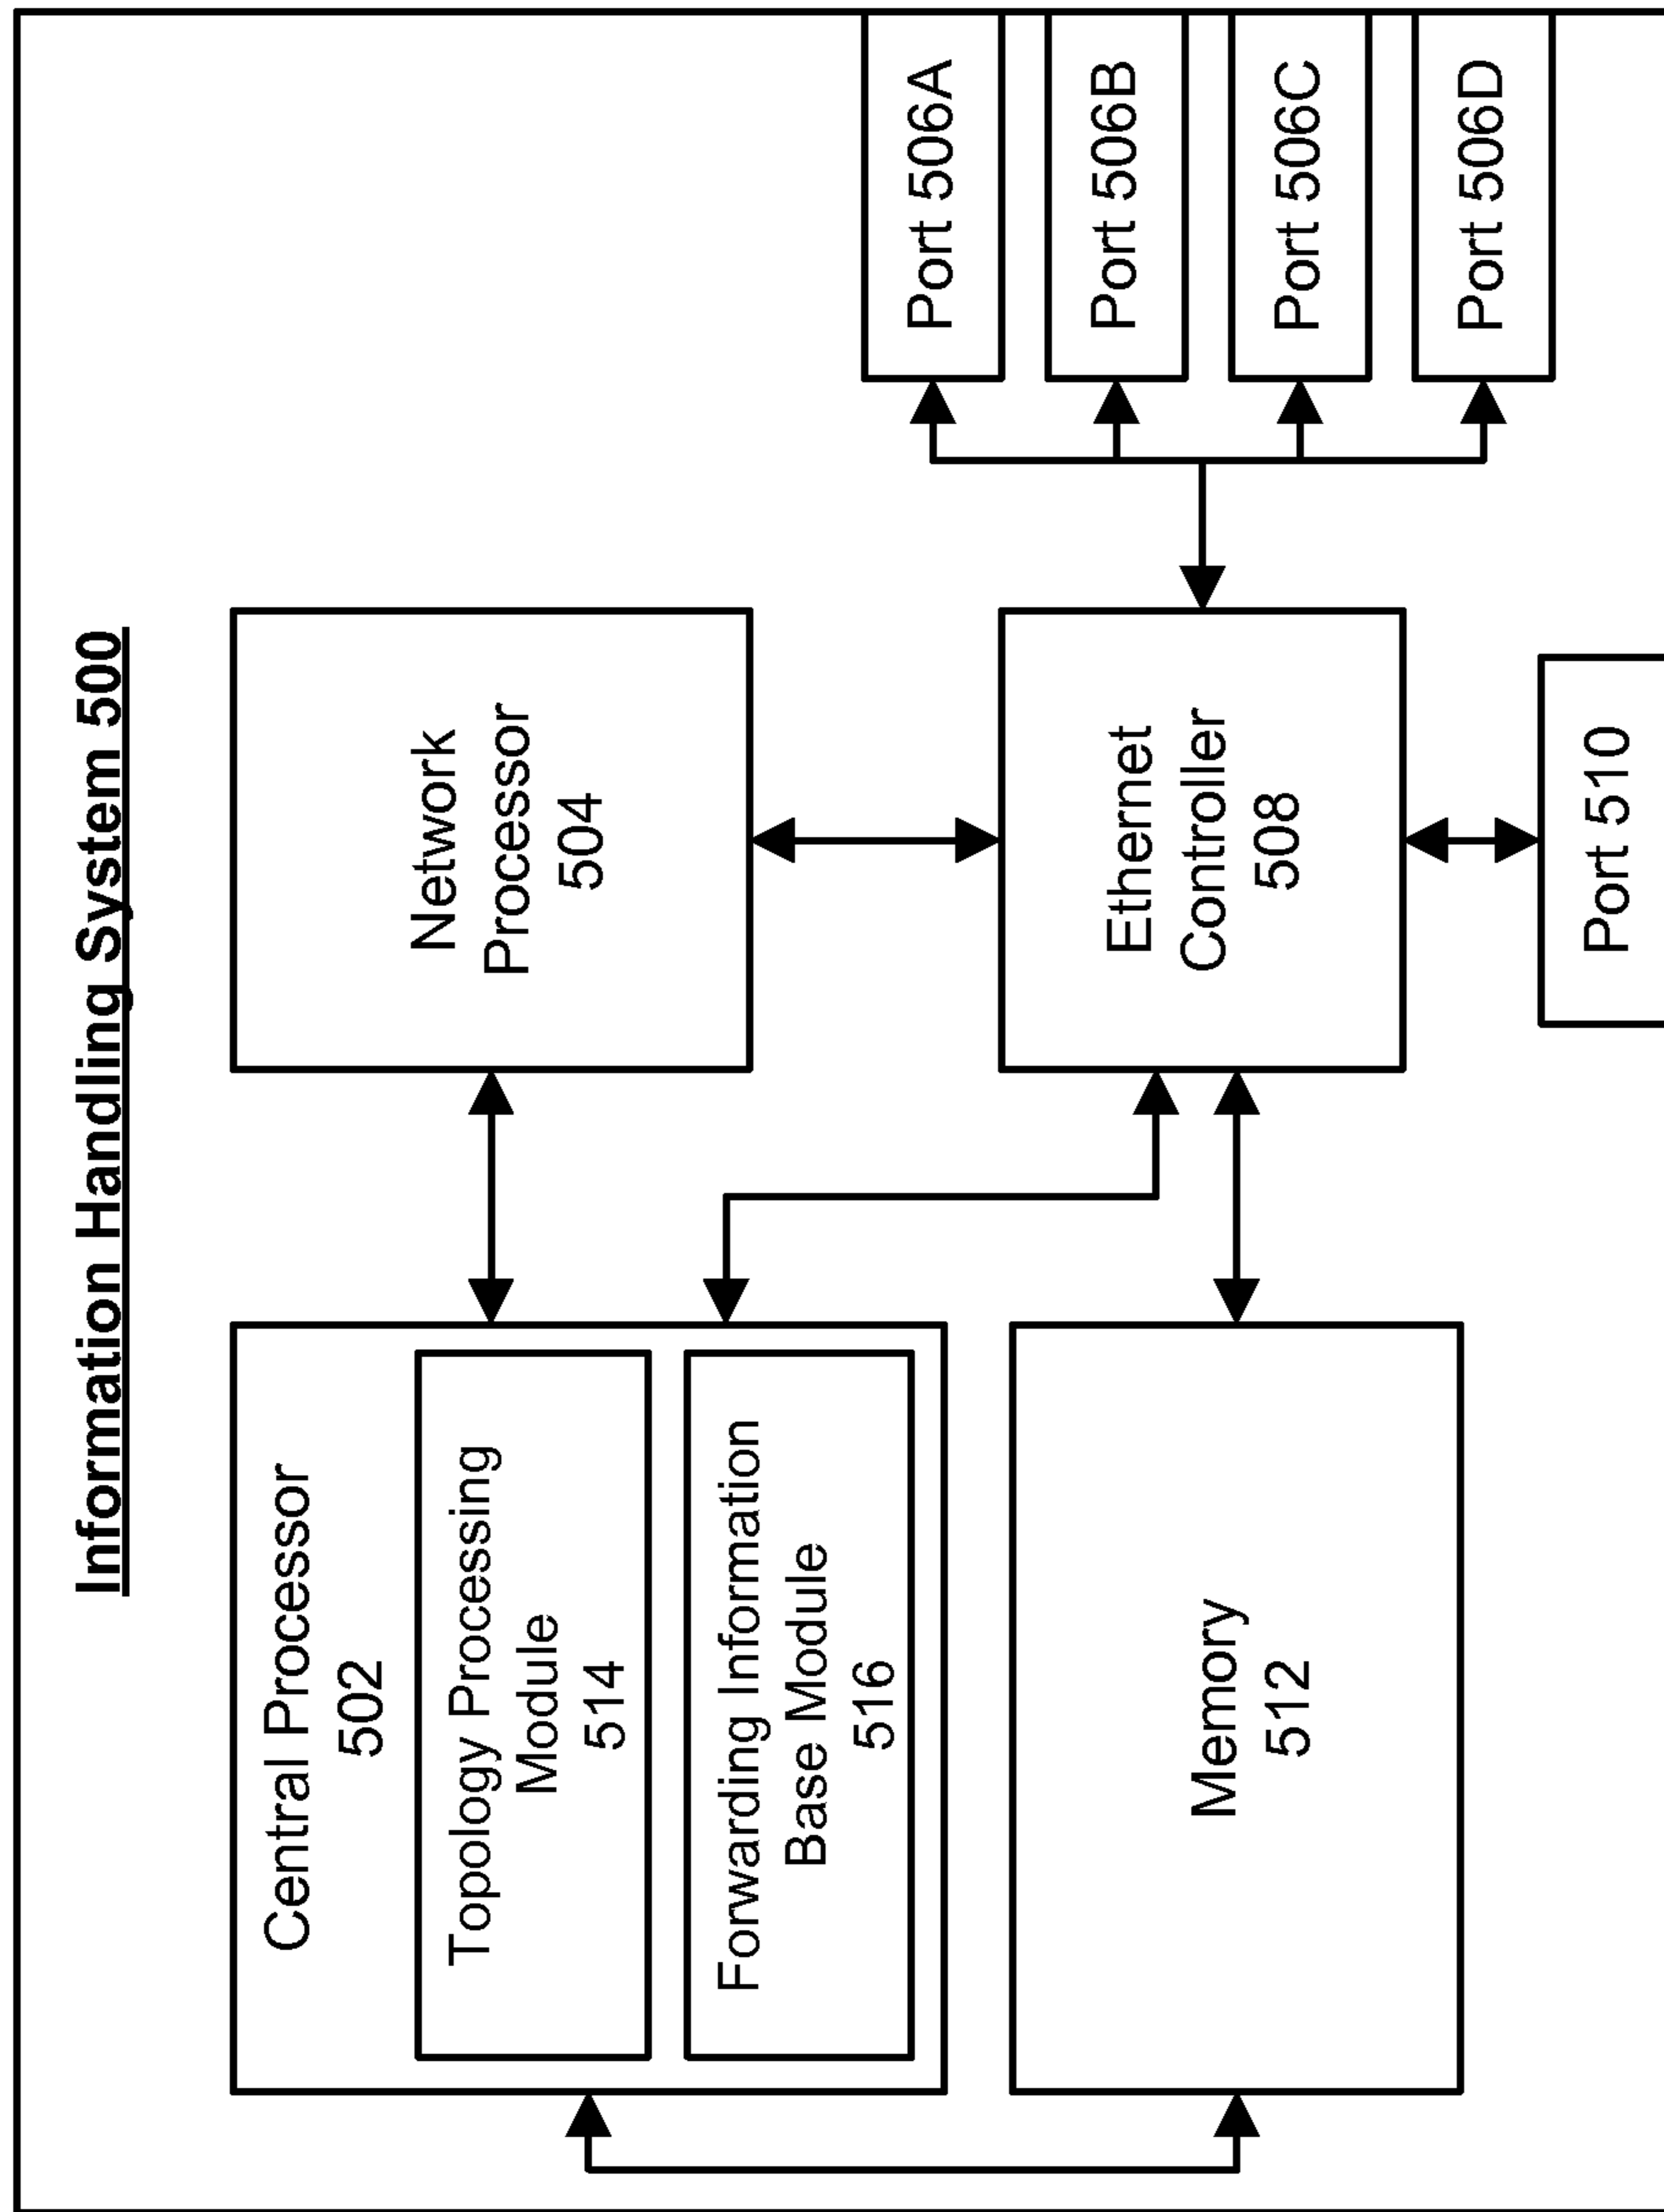 Information Handling System 500
Central Processor
502
Topology Processing
Module
514
Forwarding Information
Base Module
516
Network
Processor
504
Memory
512
Ethernet
Controller
508
Port 506A
Port 506B
Port 506C
Port 506D
Port 510